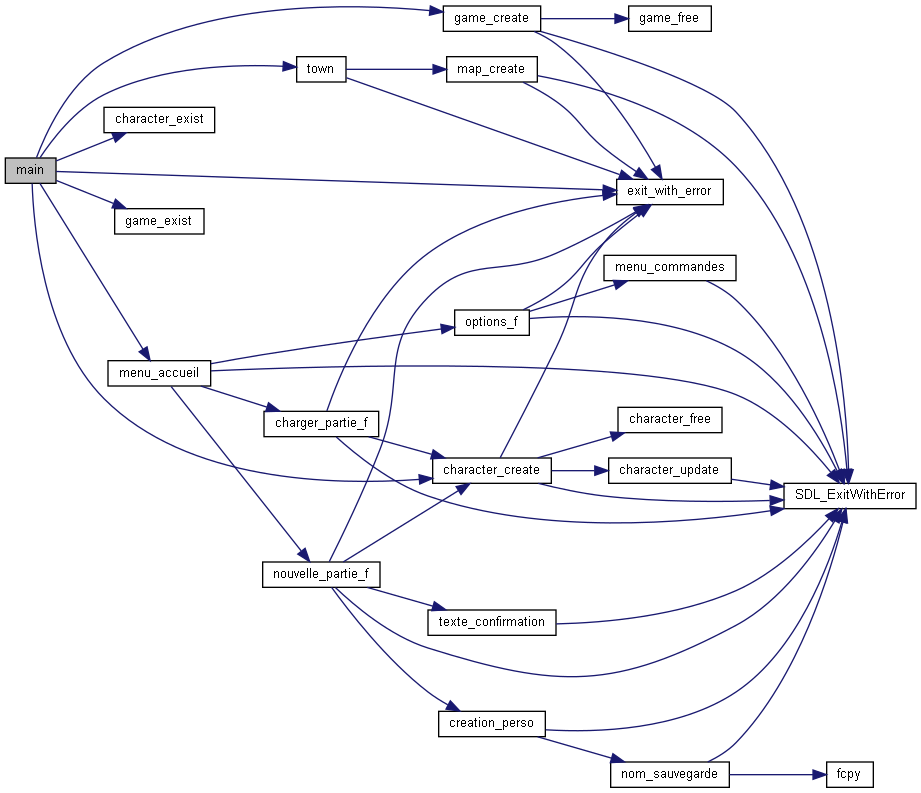 game_create
game_free
town
map_create
character_exist
main
exit_with_error
game_exist
menu_commandes
options_f
menu_accueil
charger_partie_f
character_free
character_create
character_update
SDL_ExitWithError
nouvelle_partie_f
texte_confirmation
creation_perso
nom_sauvegarde
fcpy